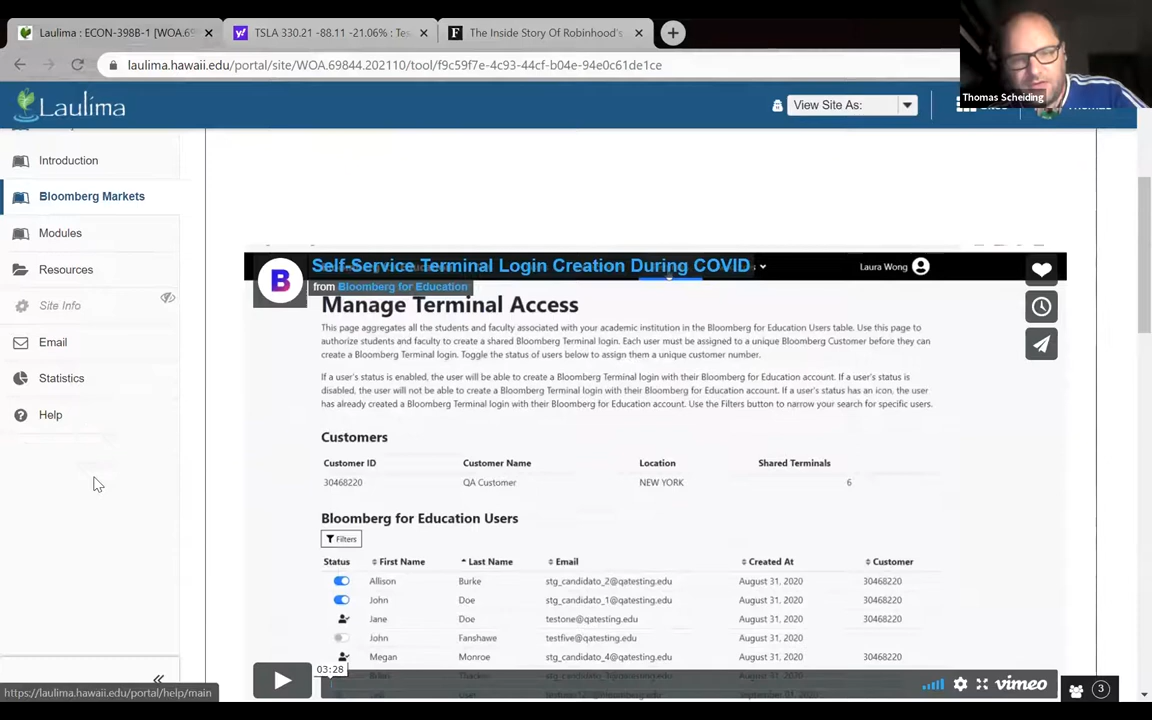 Laulima : ECON-398B-1 [WOA.69
TSLA 330.21 -88.11 -21.06% : Tes
The Inside Story Of Robinhood's
laulima.hawaii.edu/portal/site/WOA.69844.202110/tool/f9c59f7e-4c93-44cf-b04e-94e0c61de1ce
Thomas Scheiding
Laulima
View Site As:
Introduction
Bloomberg Markets
Modules
Resources
Site Info
Email
Statistics
Help
B
Self-Service Terminal Login Creation During COVID
from Bloomberg for Education
Laura Wong
Manage Terminal Access
This page aggregates all the students and faculty associated with your academic institution in the Bloomberg for Education Users table. Use this page to
authorize students and faculty to create a shared Bloomberg Terminal login. Each user must be assigned to a unique Bloomberg Customer before they can
create a Bloomberg Terminal login. Toggle the status of users below to assign them a unique customer number.
If a user's status is enabled, the user will be able to create a Bloomberg Terminal login with their Bloomberg for Education account. If a user's status is
disabled, the user will not be able to create a Bloomberg Terminal login with their Bloomberg for Education account. If a user's status has an icon, the user
has already created a Bloomberg Terminal login with their Bloomberg for Education account. Use the Filters button to narrow your search for specific users.
Customers
Customer ID Customer Name Location Shared Terminals
30468220 QA Customer NEW YORK 6
Bloomberg for Education Users
Filters
Status First Name Last Name Email Created At Customer
Allison Burke stg_candidato_2@qatesting.edu August 31, 2020 30468220
John Doe stg_candidato_1@qatesting.edu August 31, 2020 30468220
Jane Doe testone@qatesting.edu August 31, 2020 30468220
John Fanshawe testfive@qatesting.edu August 31, 2020
Megan Monroe stg_candidato_4@qatesting.edu August 31, 2020 30468220
03:28
vimeo
https://laulima.hawaii.edu/portal/help/main
3